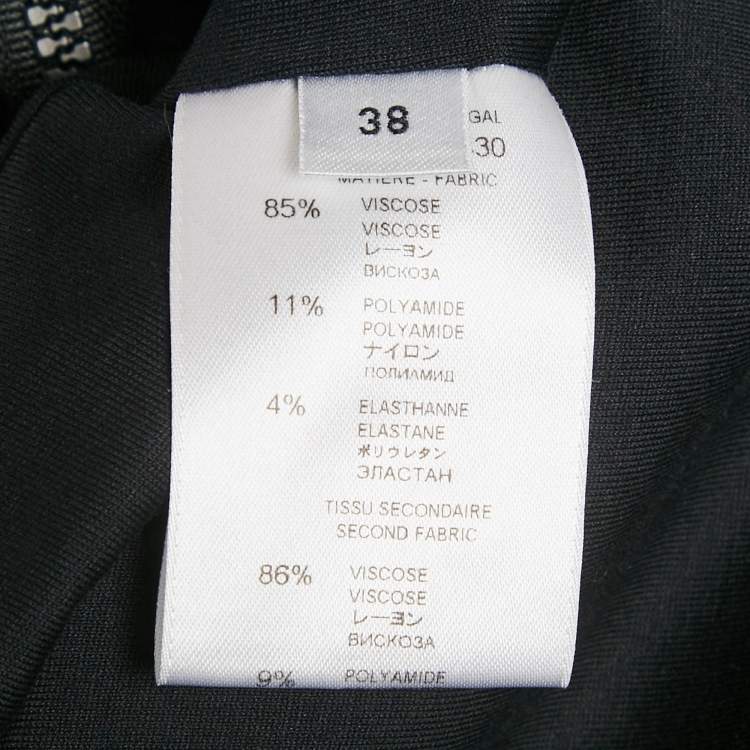 38
GAL
30
MATIERE - FABRIC
85% VISCOSE
VISCOSE
レーヨン
ВИСКОЗА
11% POLYAMIDE
POLYAMIDE
ナイロン
ПОЛИАМИД
4% ELASTHANNE
ELASTANE
ポリウレタン
ЭЛАСТАН
TISSU SECONDAIRE
SECOND FABRIC
86% VISCOSE
VISCOSE
レーヨン
ВИСКОЗА
9% POLYAMIDE